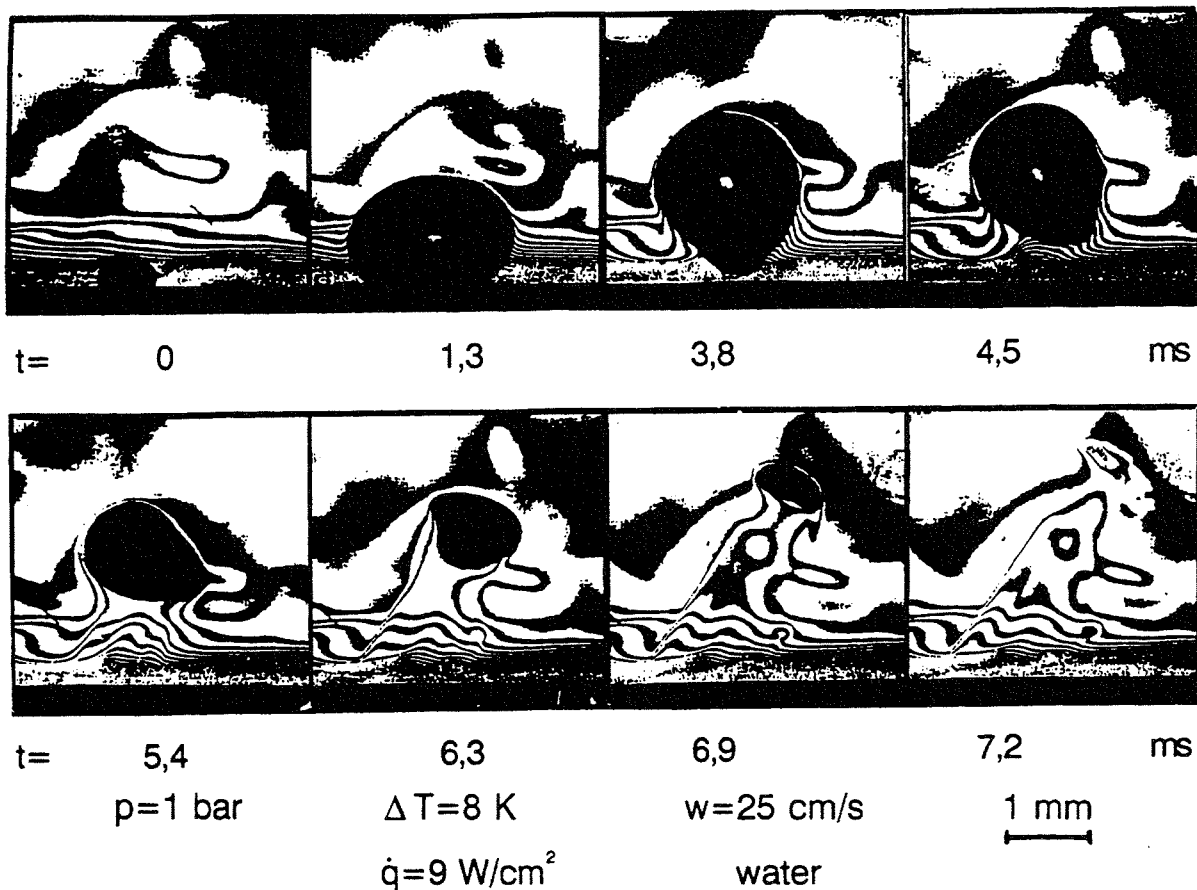 t= 0 1,3 3,8 4,5 ms
t= 5,4 6,3 6,9 7,2 ms
p=1 bar Δ T=8 K w=25 cm/s 1 mm
q̇=9 W/cm² water